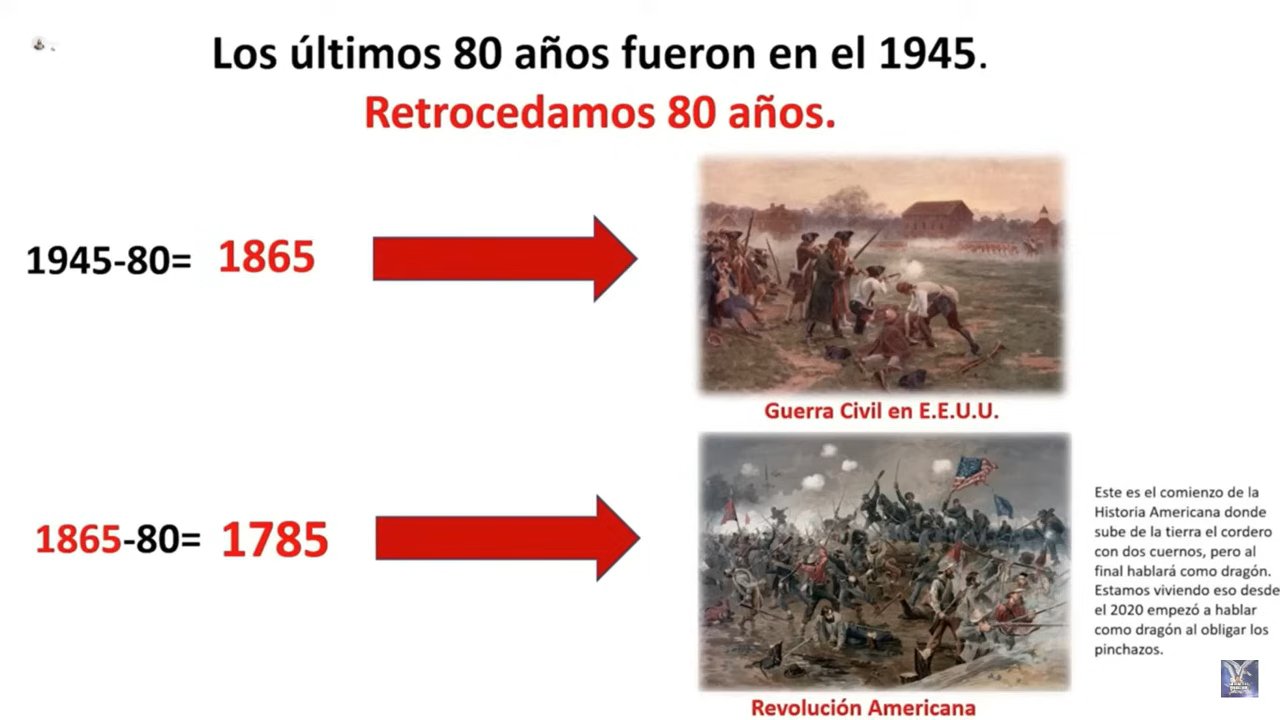 Los últimos 80 años fueron en el 1945.
Retrocedamos 80 años.
1945-80= 1865
Guerra Civil en E.E.U.U.
1865-80= 1785
Este es el comienzo de la
Historia Americana donde
sube de la tierra el cordero
con dos cuernos, pero al
final hablará como dragón.
Estamos viviendo eso desde
el 2020 empezó a hablar
como dragón al obligar los
pinchazos.
Revolución Americana